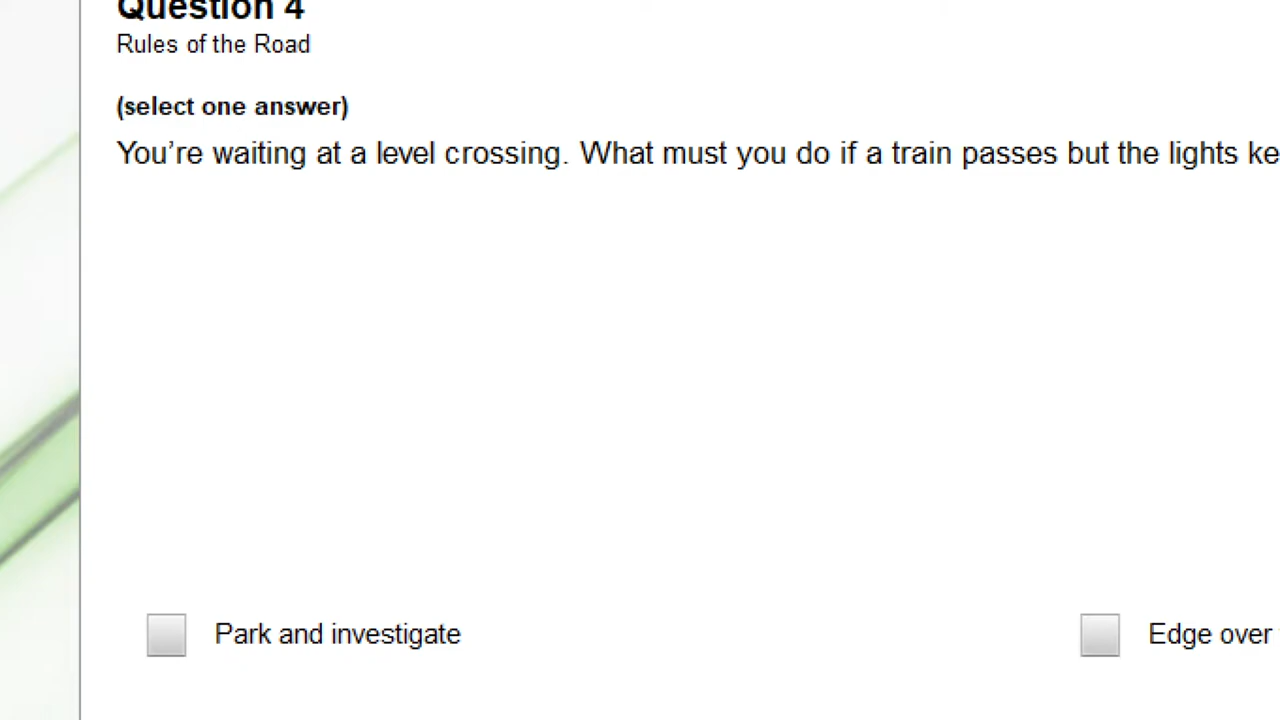 Question 4
Rules of the Road
(select one answer)
You’re waiting at a level crossing. What must you do if a train passes but the lights ke
Park and investigate
Edge over